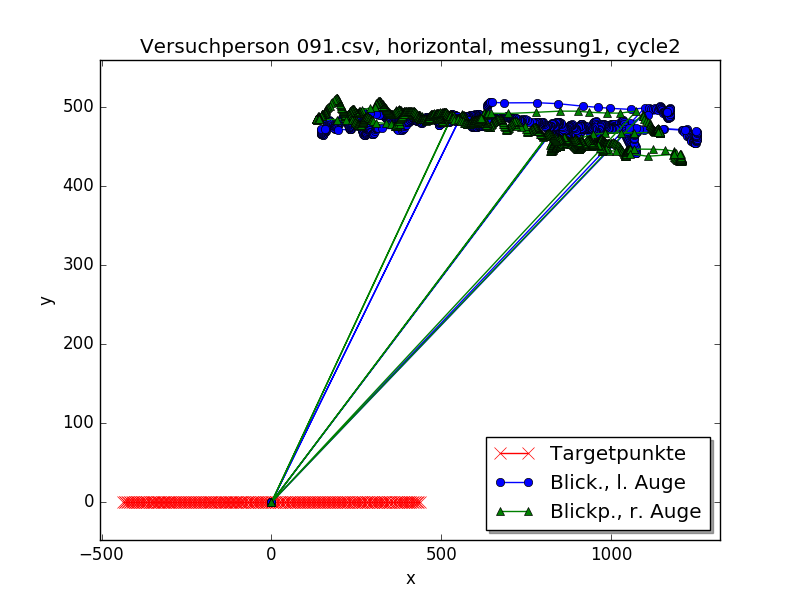 Versuchperson 091.csv, horizontal, messung1, cycle2
y
500
400
300
200
100
0
−500
0
500
1000
x
Targetpunkte
Blick., l. Auge
Blickp., r. Auge